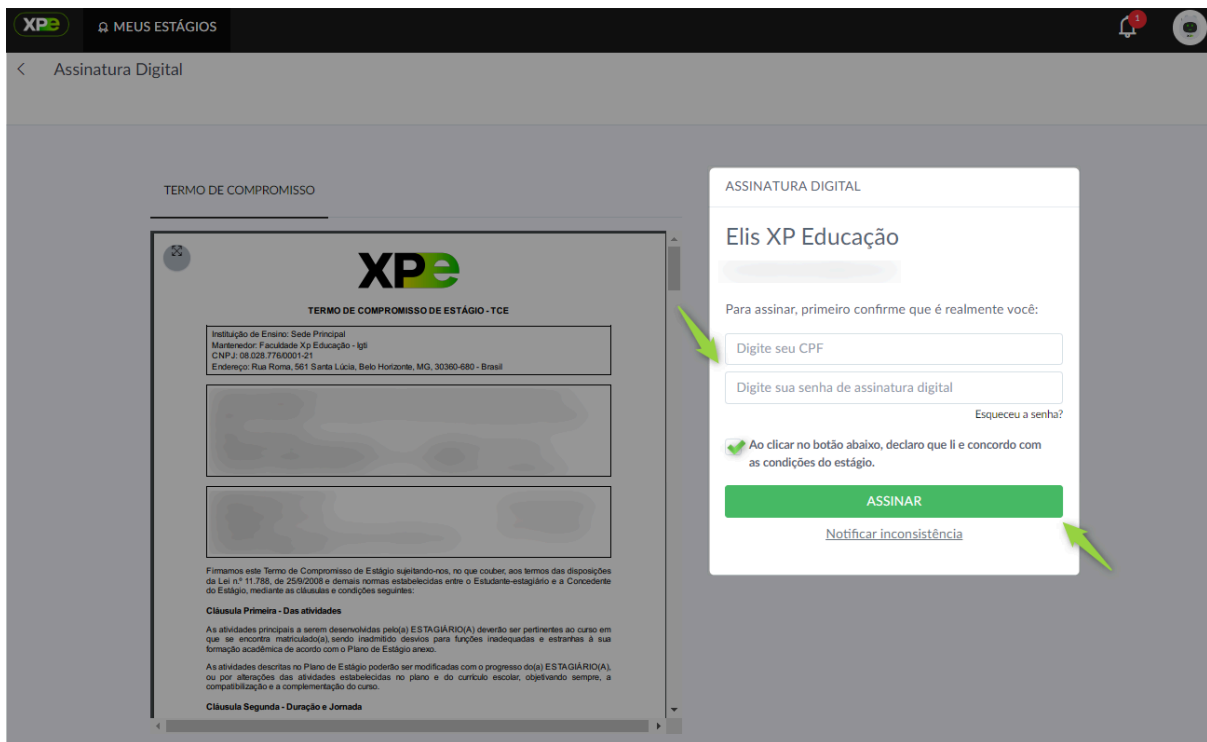 XPe
MEUS ESTÁGIOS
1
Assinatura Digital
TERMO DE COMPROMISSO
XPe
TERMO DE COMPROMISSO DE ESTÁGIO - TCE
Instituição de Ensino: Sede Principal
Mantenedor: Faculdade Xp Educação - Igti
CNPJ: 08.028.776/0001-21
Endereço: Rua Roma, 561 Santa Lúcia, Belo Horizonte, MG, 30360-680 - Brasil
Firmamos este Termo de Compromisso de Estágio sujeitando-nos, no que couber, aos termos das disposições
da Lei n.º 11.788, de 25/9/2008 e demais normas estabelecidas entre o Estudante-estagiário e a Concedente
do Estágio, mediante as cláusulas e condições seguintes:
Cláusula Primeira - Das atividades
As atividades principais a serem desenvolvidas pelo(a) ESTAGIÁRIO(A) deverão ser pertinentes ao curso em
que se encontra matriculado(a), sendo inadmitido desvios para funções inadequadas e estranhas à sua
formação acadêmica de acordo com o Plano de Estágio anexo.
As atividades descritas no Plano de Estágio poderão ser modificadas com o progresso do(a) ESTAGIÁRIO(A),
ou por alterações das atividades estabelecidas no plano e do currículo escolar, objetivando sempre, a
compatibilização e a complementação do curso.
Cláusula Segunda - Duração e Jornada
ASSINATURA DIGITAL
Elis XP Educação
Para assinar, primeiro confirme que é realmente você:
Digite seu CPF
Digite sua senha de assinatura digital
Esqueceu a senha?
Ao clicar no botão abaixo, declaro que li e concordo com
as condições do estágio.
ASSINAR
Notificar inconsistência